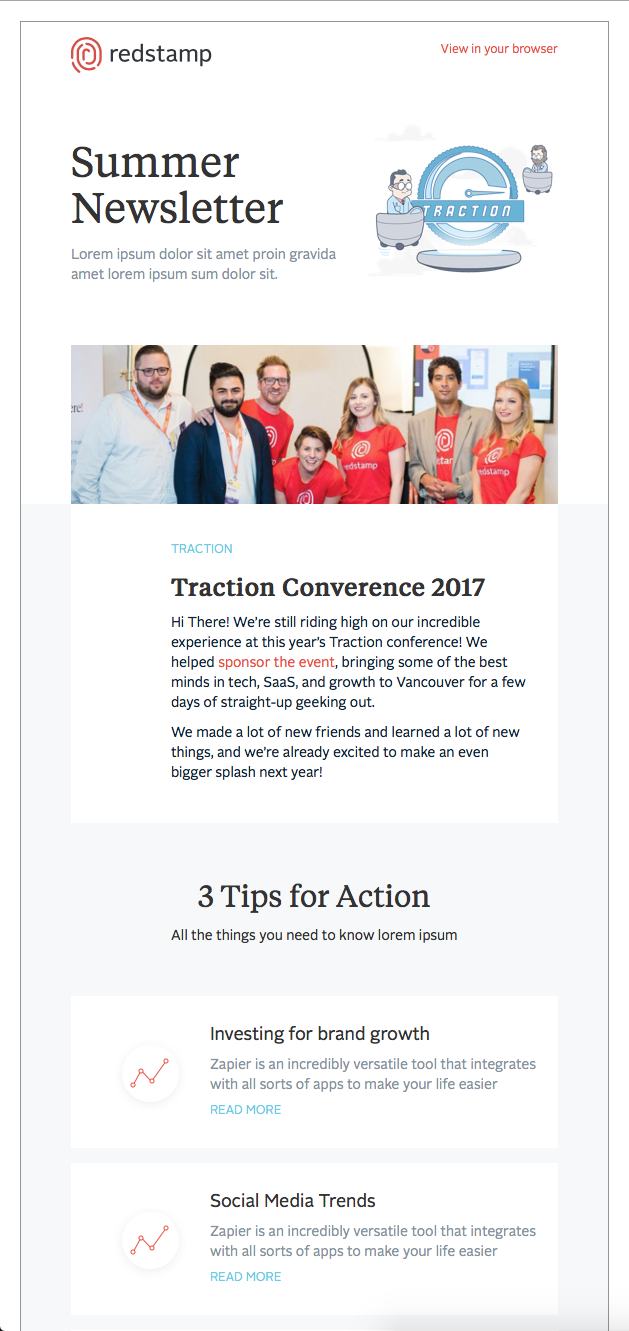 redstamp
View in your browser
Summer
Newsletter
Lorem ipsum dolor sit amet proin gravida
amet lorem ipsum sum dolor sit.
TRACTION
redstamp
redstamp
TRACTION
Traction Converence 2017
Hi There! We're still riding high on our incredible
experience at this year's Traction conference! We
helped sponsor the event, bringing some of the best
minds in tech, SaaS, and growth to Vancouver for a few
days of straight-up geeking out.
We made a lot of new friends and learned a lot of new
things, and we're already excited to make an even
bigger splash next year!
3 Tips for Action
All the things you need to know lorem ipsum
Investing for brand growth
Zapier is an incredibly versatile tool that integrates
with all sorts of apps to make your life easier
READ MORE
Social Media Trends
Zapier is an incredibly versatile tool that integrates
with all sorts of apps to make your life easier
READ MORE